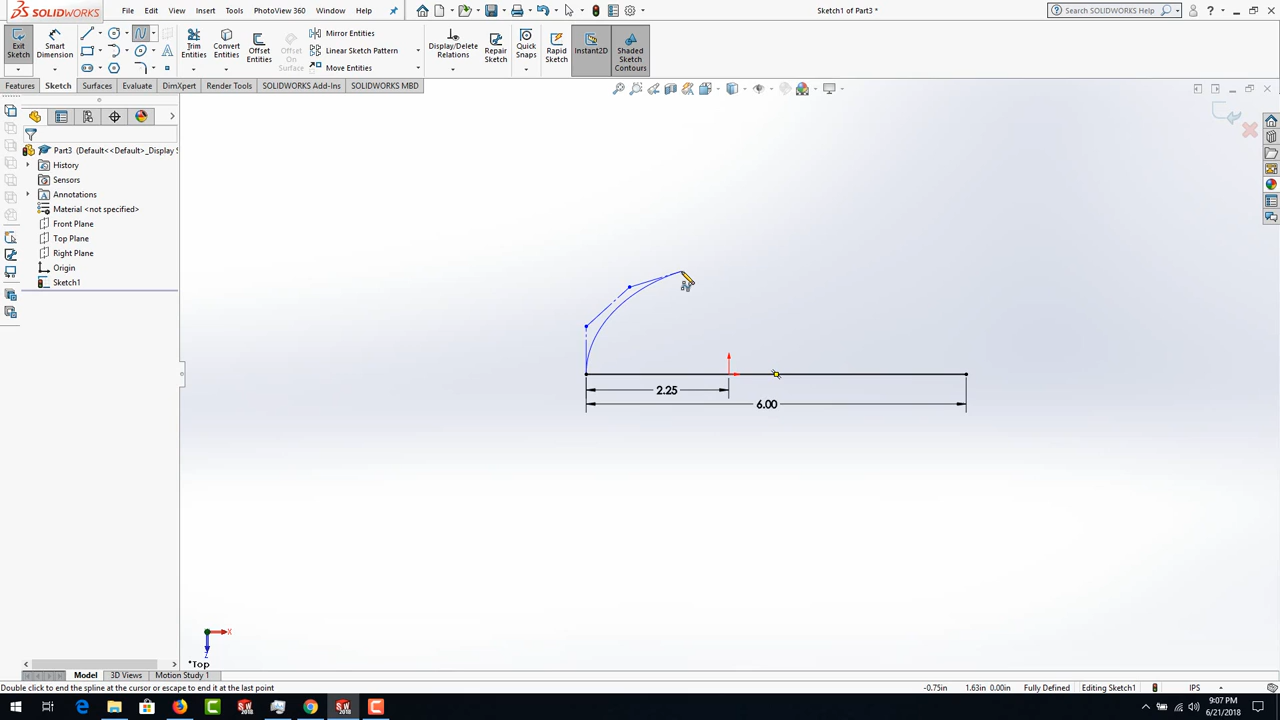 SOLIDWORKS
File Edit View Insert Tools PhotoView 360 Window Help
Sketch1 of Part3 *
Search SOLIDWORKS Help
Exit Sketch
Smart Dimension
Trim Entities
Convert Entities
Offset Entities
Offset On Surface
Mirror Entities
Linear Sketch Pattern
Move Entities
Display/Delete Relations
Repair Sketch
Quick Snaps
Rapid Sketch
Instant2D
Shaded Sketch Contours
Features Sketch Surfaces Evaluate DimXpert Render Tools SOLIDWORKS Add-Ins SOLIDWORKS MBD
Part3 (Default<<Default>_Display S
History
Sensors
Annotations
Material <not specified>
Front Plane
Top Plane
Right Plane
Origin
Sketch1
2.25
6.00
X
Z
*Top
Model 3D Views Motion Study 1
Double click to end the spline at the cursor or escape to end it at the last point
-0.75in 1.63in 0.00in Fully Defined Editing Sketch1 IPS
9:07 PM
6/21/2018